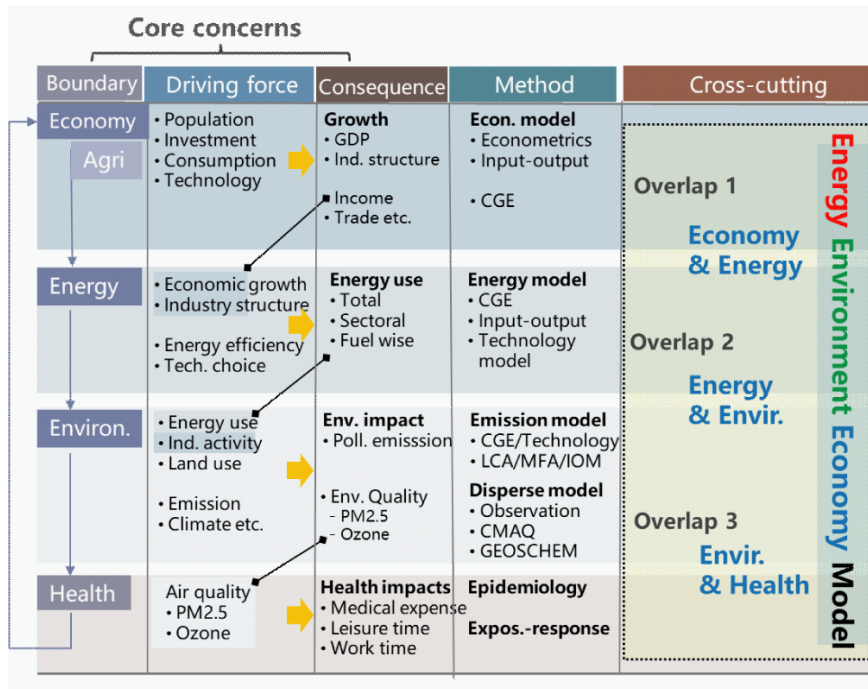 Core concerns
Boundary
Driving force
Consequence
Method
Cross-cutting
Economy
Agri
• Population
• Investment
• Consumption
• Technology
Growth
• GDP
• Ind. structure
Income
• Trade etc.
Econ. model
• Econometrics
• Input-output
• CGE
Overlap 1
Economy
& Energy
Energy
• Economic growth
• Industry structure
• Energy efficiency
• Tech. choice
Energy use
• Total
• Sectoral
• Fuel wise
Energy model
• CGE
• Input-output
• Technology
model
Overlap 2
Energy
& Envir.
Environ.
• Energy use
• Ind. activity
• Land use
• Emission
• Climate etc.
Env. impact
• Poll. emisssion
• Env. Quality
- PM2.5
- Ozone
Emission model
• CGE/Technology
• LCA/MFA/IOM
Disperse model
• Observation
• CMAQ
• GEOSCHEM
Overlap 3
Envir.
& Health
Health
Air quality
• PM2.5
• Ozone
Health impacts
• Medical expense
• Leisure time
• Work time
Epidemiology
Expos.-response
Energy Environment Economy Model